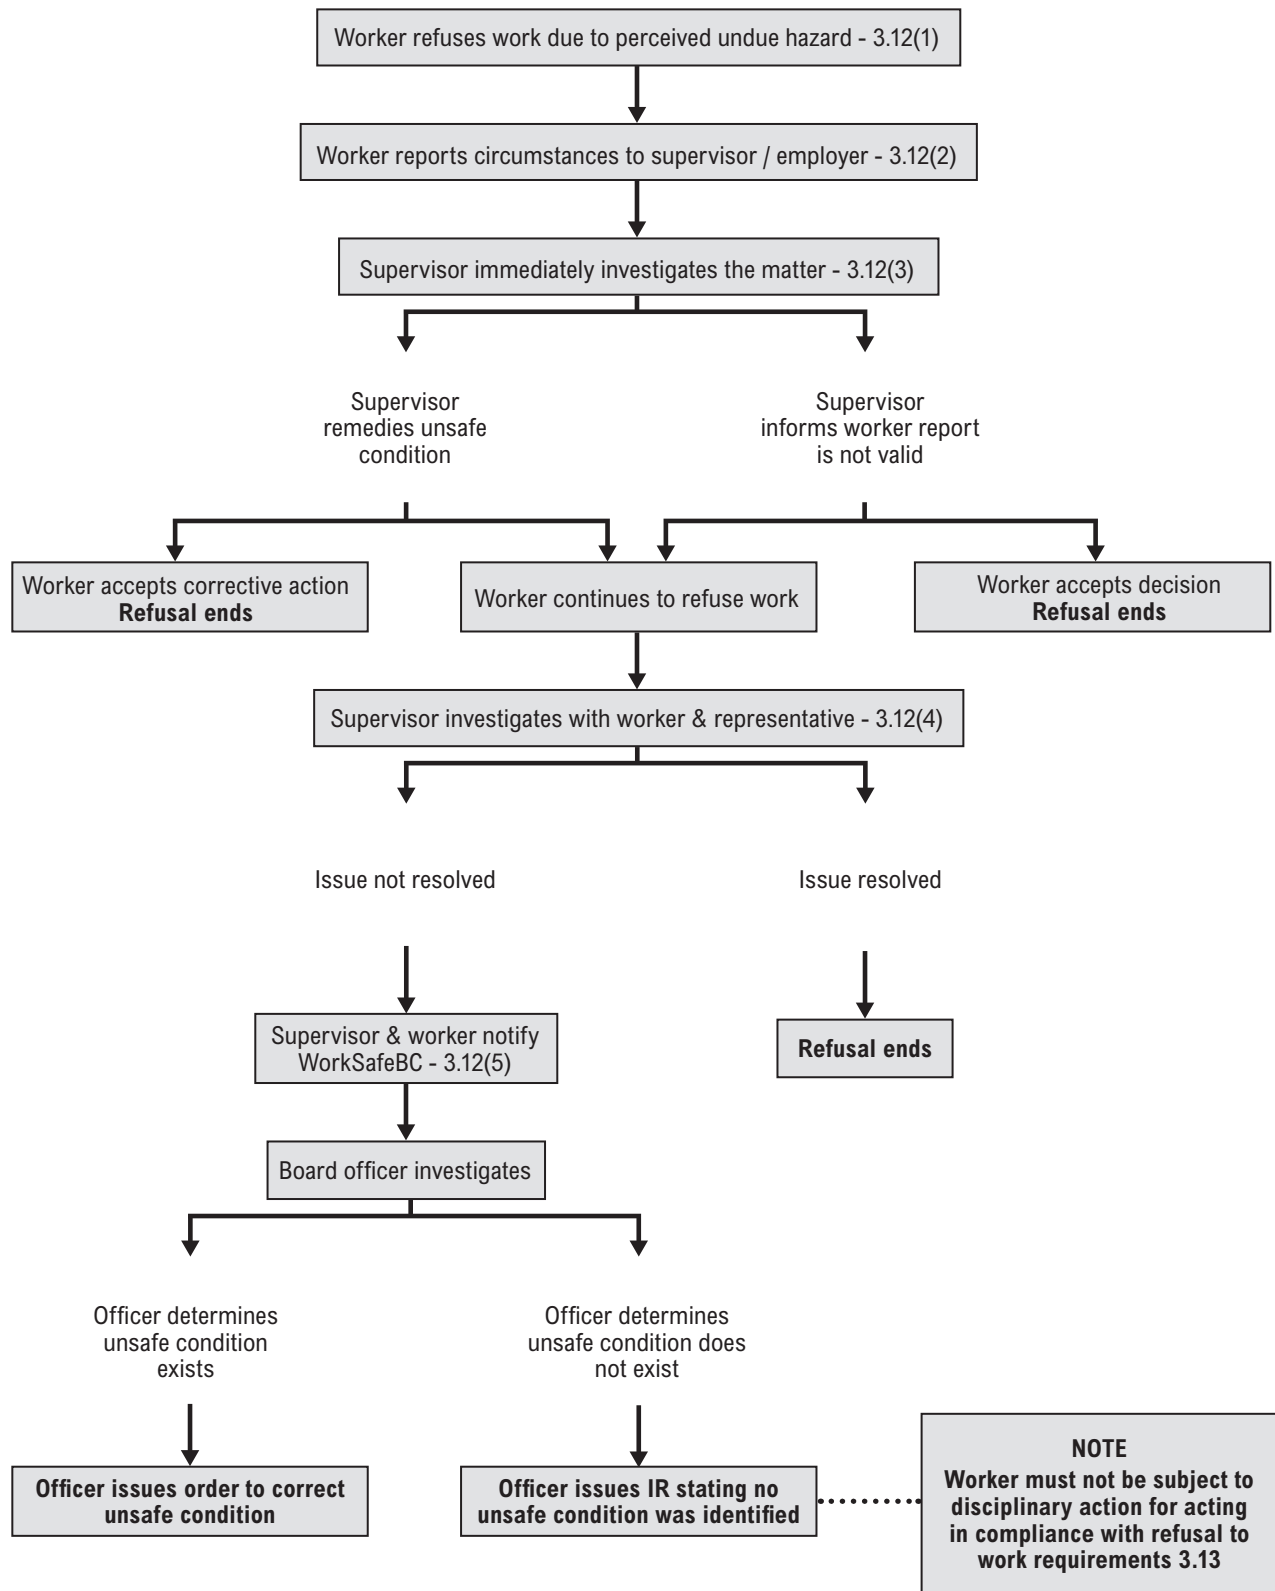 Worker refuses work due to perceived undue hazard - 3.12(1)
Worker reports circumstances to supervisor / employer - 3.12(2)
Supervisor immediately investigates the matter - 3.12(3)
Supervisor
remedies unsafe
condition
Supervisor
informs worker report
is not valid
Worker accepts corrective action
Refusal ends
Worker continues to refuse work
Worker accepts decision
Refusal ends
Supervisor investigates with worker & representative - 3.12(4)
Issue not resolved
Issue resolved
Supervisor & worker notify
WorkSafeBC - 3.12(5)
Refusal ends
Board officer investigates
Officer determines
unsafe condition
exists
Officer determines
unsafe condition does
not exist
Officer issues order to correct
unsafe condition
Officer issues IR stating no
unsafe condition was identified
NOTE
Worker must not be subject to
disciplinary action for acting
in compliance with refusal to
work requirements 3.13